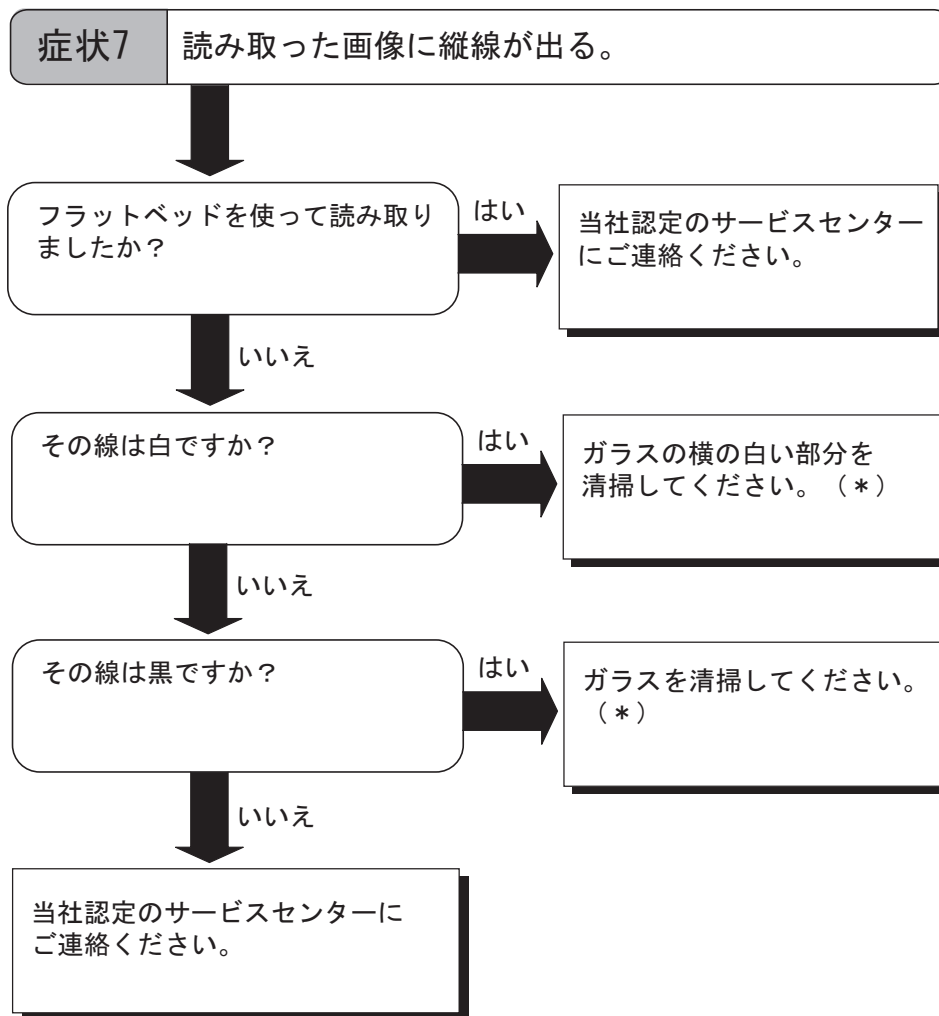 症状7 読み取った画像に縦線が出る。
フラットベッドを使って読み取り
ましたか？
はい
当社認定のサービスセンター
にご連絡ください。
いいえ
その線は白ですか？
はい
ガラスの横の白い部分を
清掃してください。（＊）
いいえ
その線は黒ですか？
はい
ガラスを清掃してください。
（＊）
いいえ
当社認定のサービスセンターに
ご連絡ください。